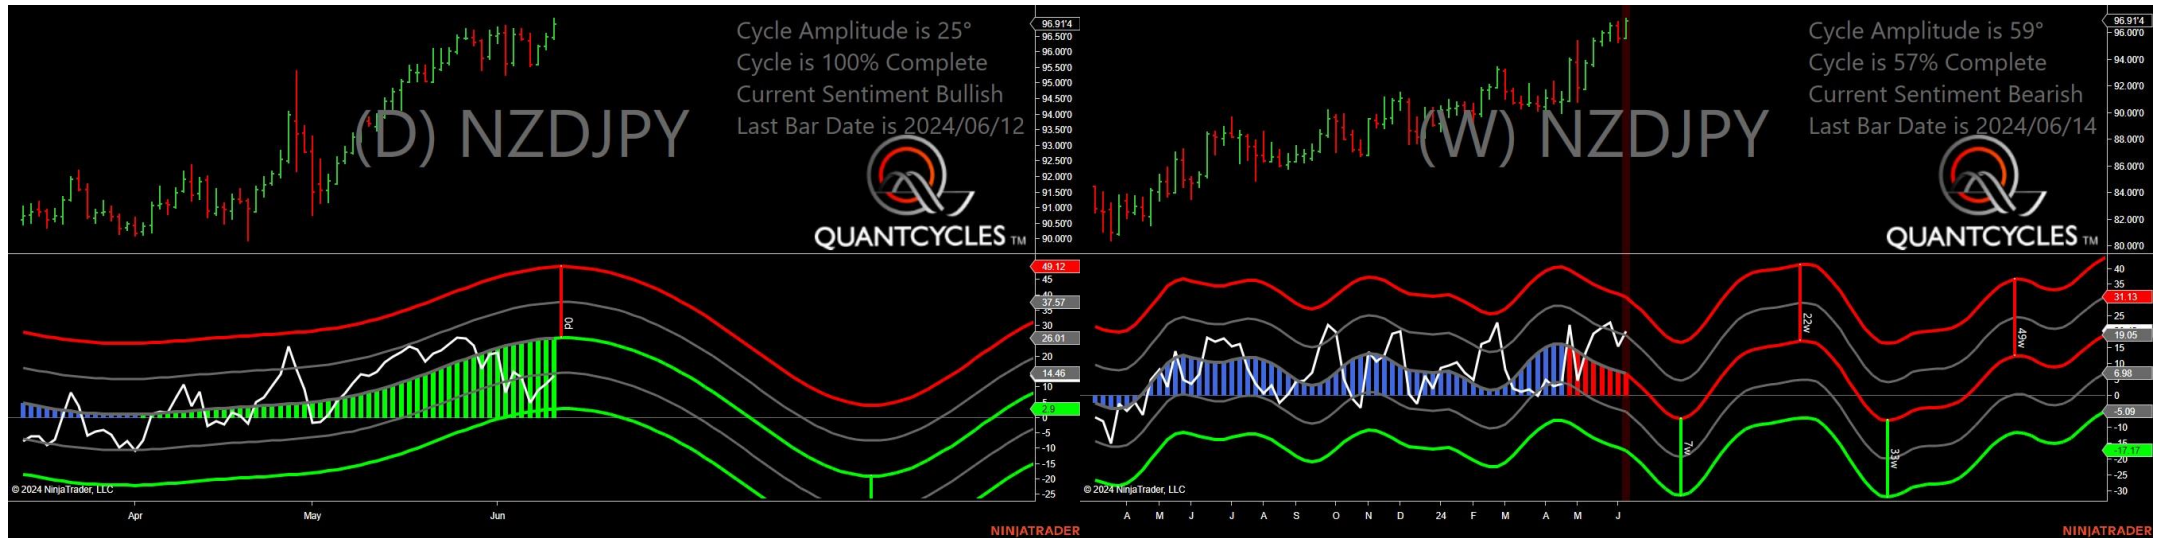 Cycle Amplitude is 25°
Cycle is 100% Complete
Current Sentiment Bullish
Last Bar Date is 2024/06/12
(D) NZDJPY
QUANTCYCLES TM
96.91'4
96.50'0
96.00'0
95.50'0
95.00'0
94.50'0
94.00'0
93.50'0
93.00'0
92.50'0
92.00'0
91.50'0
91.00'0
90.50'0
90.00'0
49.12
45
40
37.57
35
30
26.01
20
14.46
10
5
2.9
0
-5
-10
-15
-20
-25
P0
© 2024 NinjaTrader, LLC
Apr May Jun
NINJATRADER
Cycle Amplitude is 59°
Cycle is 57% Complete
Current Sentiment Bearish
Last Bar Date is 2024/06/14
(W) NZDJPY
QUANTCYCLES TM
96.91'4
96.00'0
94.00'0
92.00'0
90.00'0
88.00'0
86.00'0
84.00'0
82.00'0
80.00'0
40
35
31.13
25
19.05
15
6.98
0
-5.09
-10
-17.17
-20
-25
-30
7w
22w
33w
49w
© 2024 NinjaTrader, LLC
A M J J A S O N D 24 F M A M J
NINJATRADER